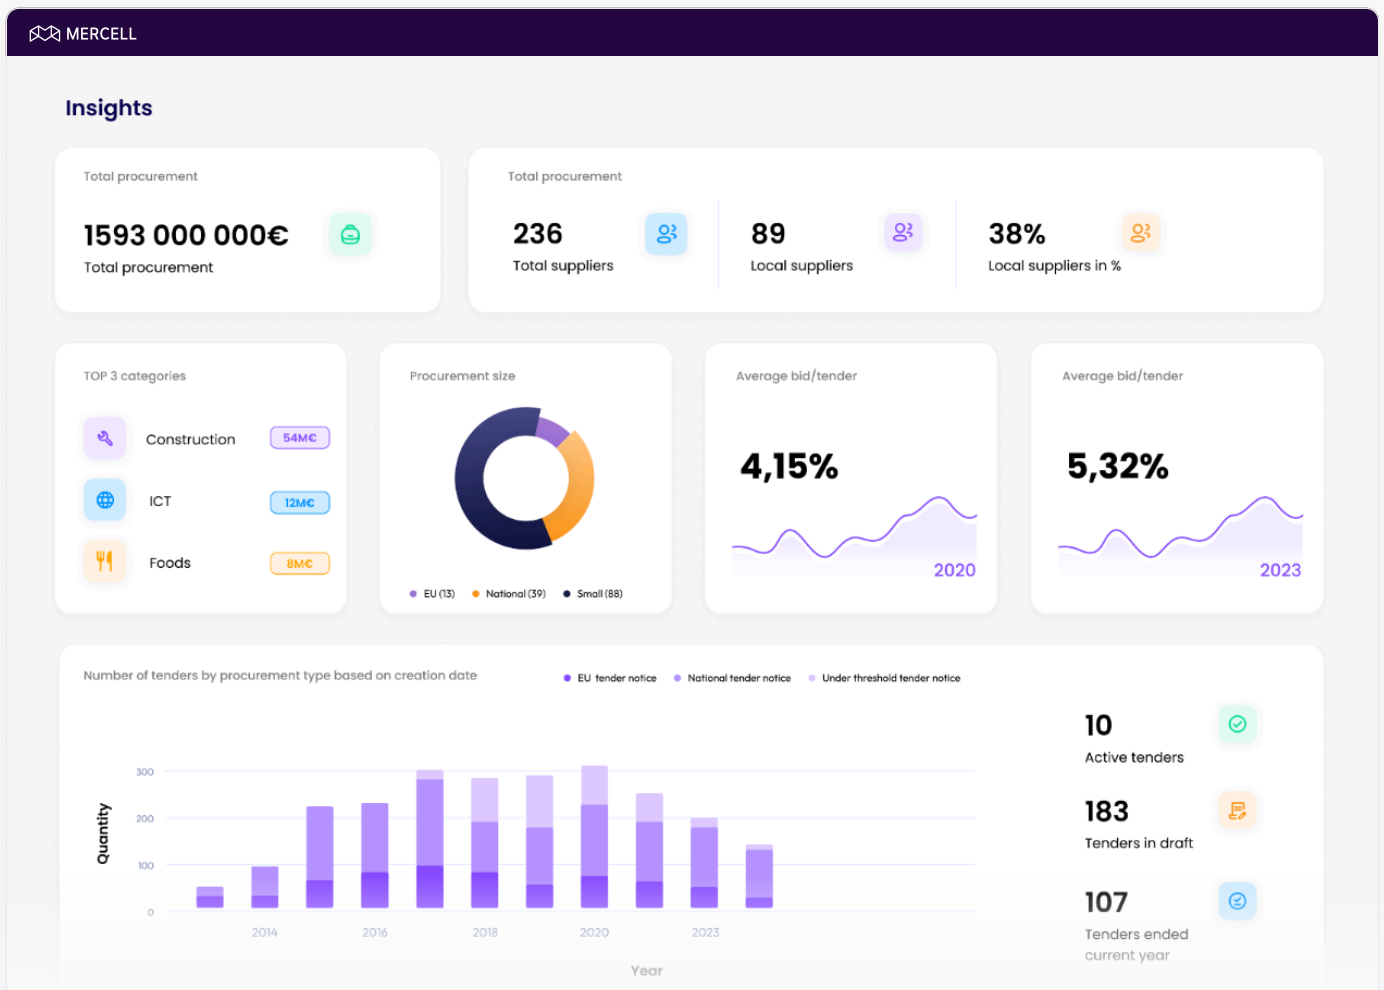 MERCELL
Insights
Total procurement
1593 000 000€
Total procurement
Total procurement
236
Total suppliers
89
Local suppliers
38%
Local suppliers in %
TOP 3 categories
Construction
54M€
ICT
12M€
Foods
8M€
Procurement size
EU (13)
National (39)
Small (88)
Average bid/tender
4,15%
2020
Average bid/tender
5,32%
2023
Number of tenders by procurement type based on creation date
EU tender notice
National tender notice
Under threshold tender notice
Quantity
300
200
100
0
2014
2016
2018
2020
2023
Year
10
Active tenders
183
Tenders in draft
107
Tenders ended
current year